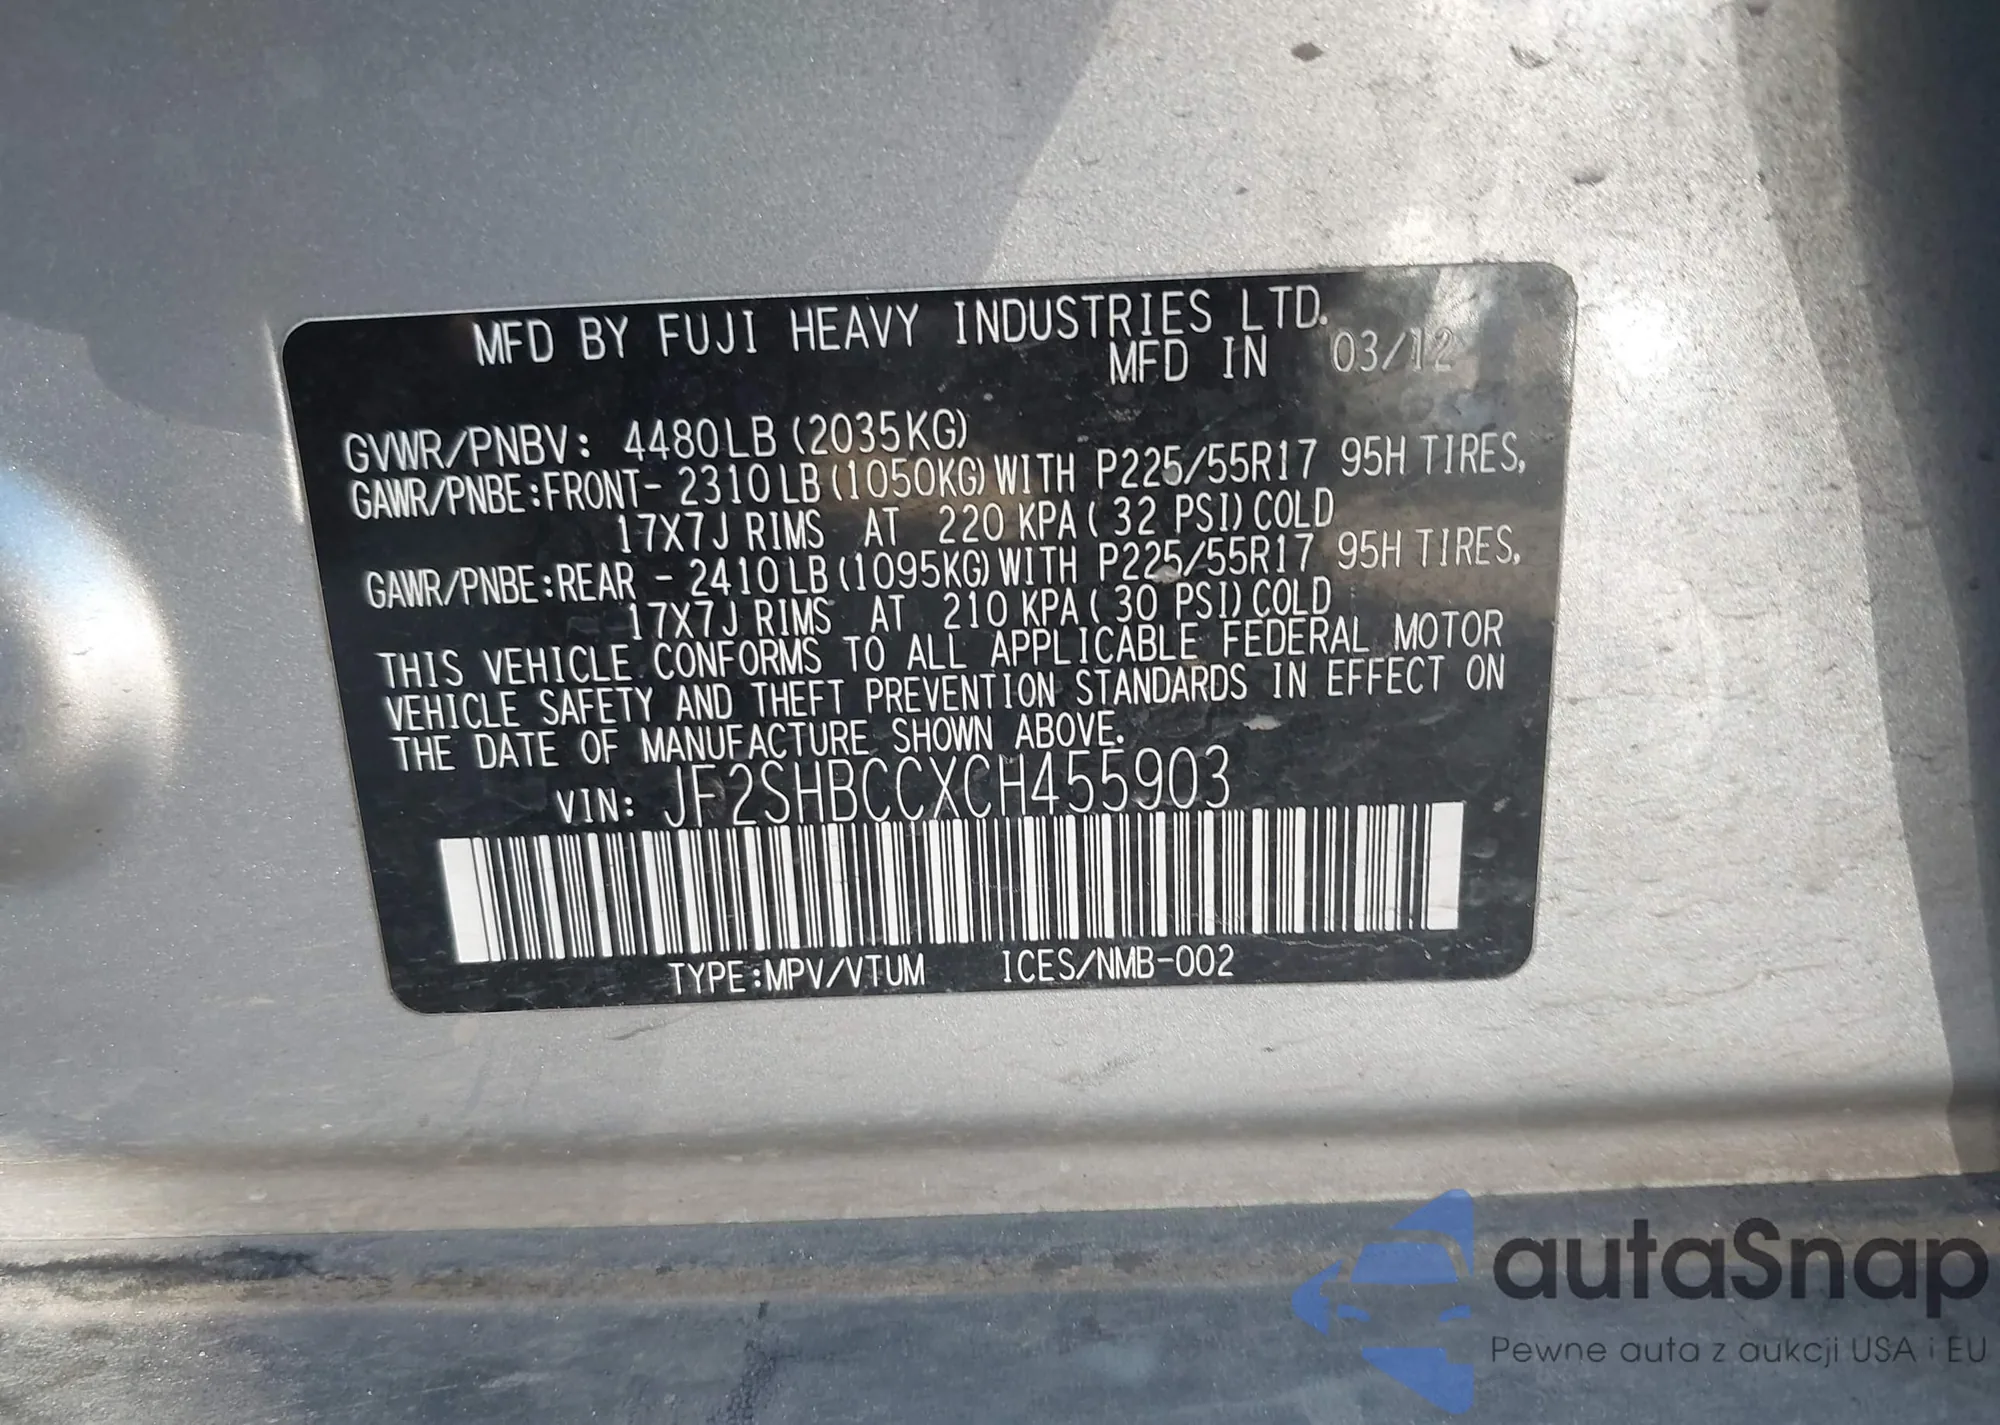 MFD BY FUJI HEAVY INDUSTRIES LTD.
MFD IN 03/12
GVWR/PNBV: 4480LB (2035KG)
GAWR/PNBE:FRONT- 2310LB (1050KG) WITH P225/55R17 95H TIRES,
17X7J RIMS AT 220 KPA ( 32 PSI) COLD
GAWR/PNBE:REAR - 2410LB (1095KG) WITH P225/55R17 95H TIRES,
17X7J RIMS AT 210 KPA ( 30 PSI) COLD
THIS VEHICLE CONFORMS TO ALL APPLICABLE FEDERAL MOTOR
VEHICLE SAFETY AND THEFT PREVENTION STANDARDS IN EFFECT ON
THE DATE OF MANUFACTURE SHOWN ABOVE.
VIN: JF2SHBCCXCH455903
TYPE:MPV/VTUM ICES/NMB-002
autaSnap
Pewne auta z aukcji USA i EU